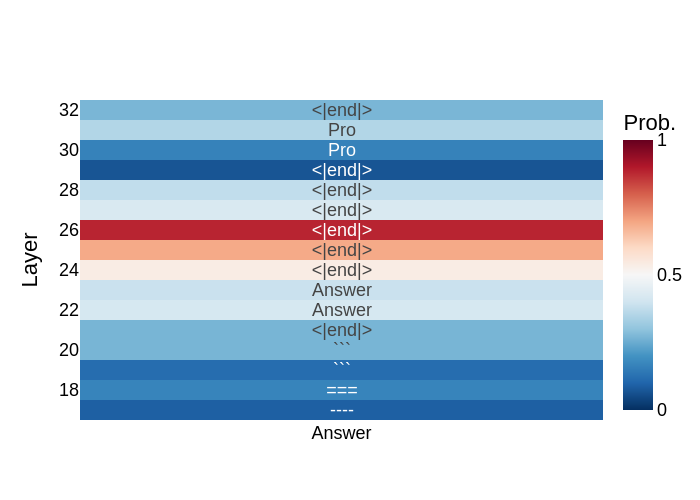 32 <|end|>
Prob.
Pro
1
30 Pro
<|end|>
28 <|end|>
<|end|>
26 <|end|>
Layer
<|end|>
24 <|end|>
0.5
Answer
22 Answer
<|end|>
20 ```
```
18 ===
----
0
Answer